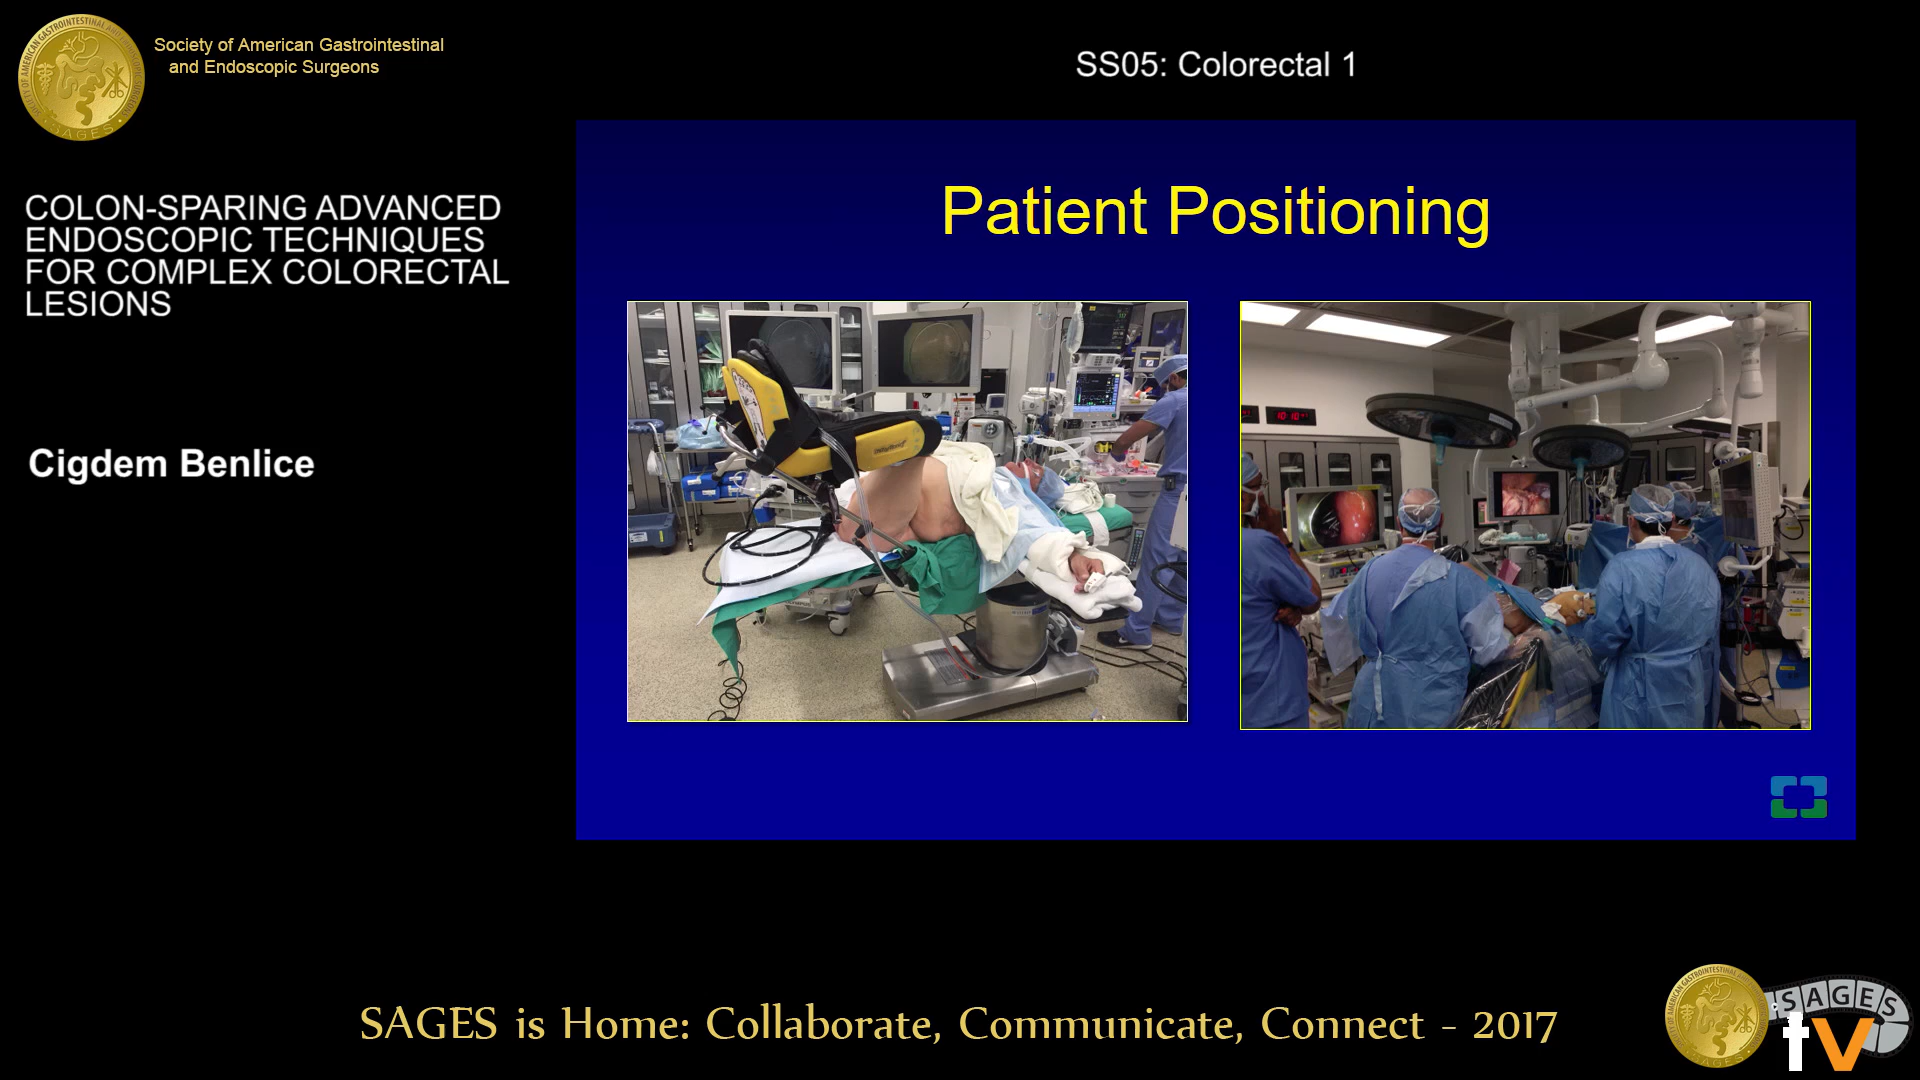 Society of American Gastrointestinal
and Endoscopic Surgeons
SS05: Colorectal 1
COLON-SPARING ADVANCED
ENDOSCOPIC TECHNIQUES
FOR COMPLEX COLORECTAL
LESIONS
Cigdem Benlice
Patient Positioning
SAGES is Home: Collaborate, Communicate, Connect - 2017
SAGES
tv